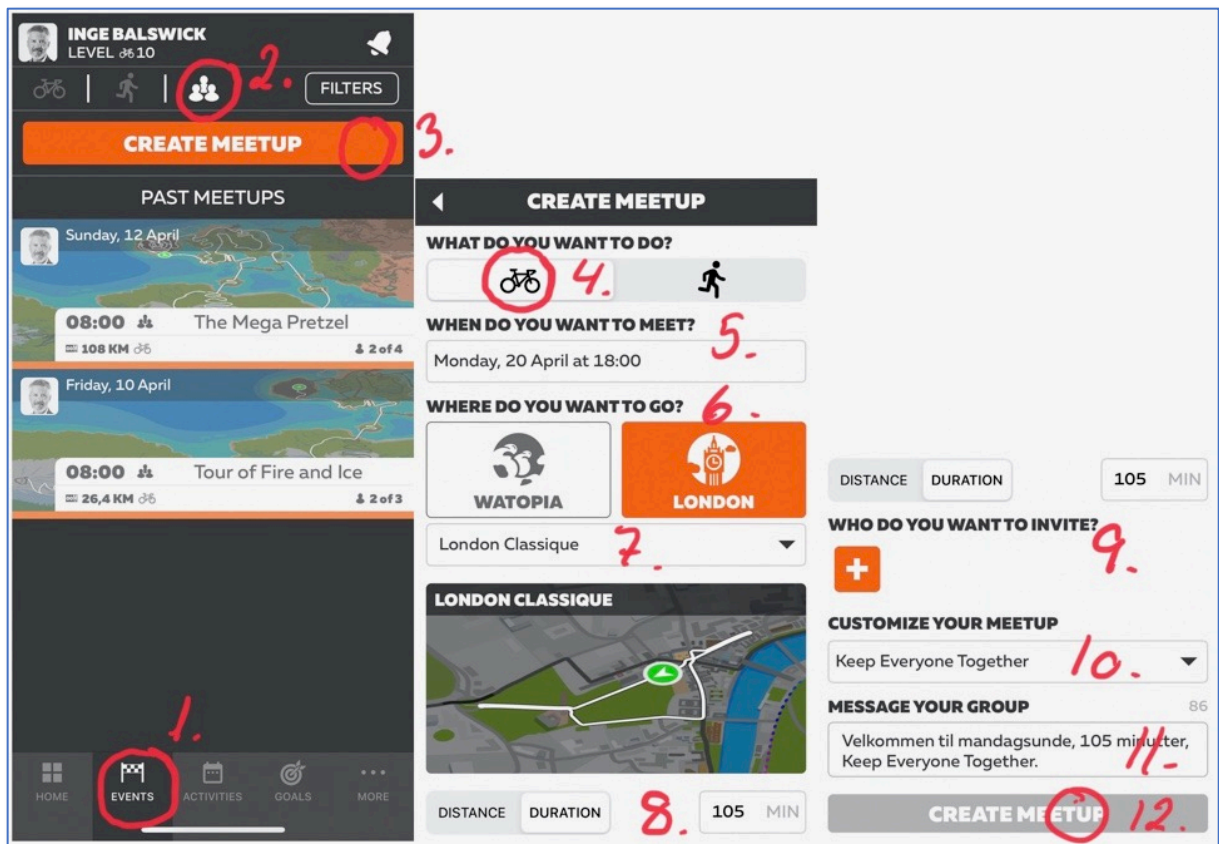 INGE BALSWICK
LEVEL 10
2.
FILTERS
CREATE MEETUP
3.
PAST MEETUPS
Sunday, 12 April
08:00 The Mega Pretzel
108 KM 2 of 4
Friday, 10 April
08:00 Tour of Fire and Ice
26,4 KM 2 of 3
1.
HOME EVENTS ACTIVITIES GOALS MORE
CREATE MEETUP
WHAT DO YOU WANT TO DO?
4.
WHEN DO YOU WANT TO MEET?
5.
Monday, 20 April at 18:00
WHERE DO YOU WANT TO GO?
6.
WATOPIA LONDON
London Classique 7.
LONDON CLASSIQUE
DISTANCE DURATION 8. 105 MIN
DISTANCE DURATION 105 MIN
WHO DO YOU WANT TO INVITE?
9.
CUSTOMIZE YOUR MEETUP
Keep Everyone Together 10.
MESSAGE YOUR GROUP 86
Velkommen til mandagsunde, 105 minutter,
Keep Everyone Together.
11.
CREATE MEETUP 12.